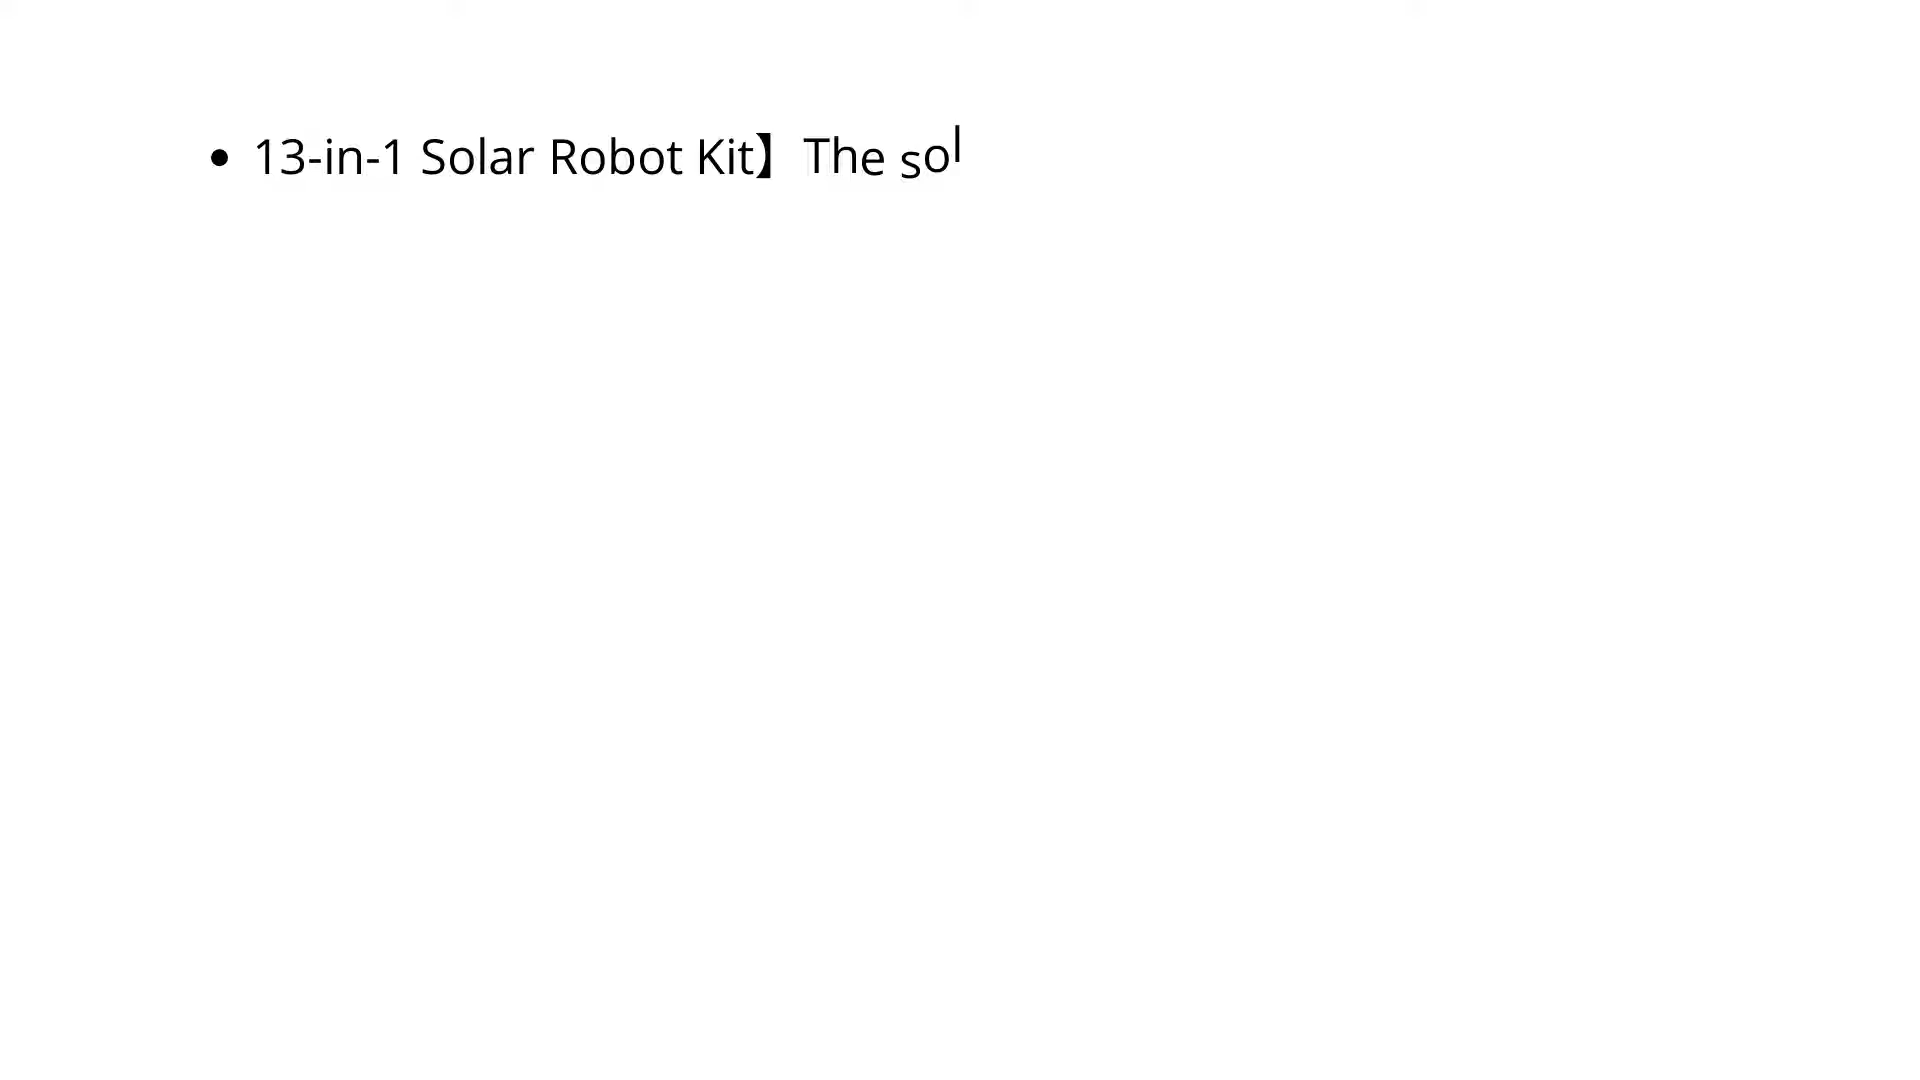 • 13-in-1 Solar Robot Kit】 The sol